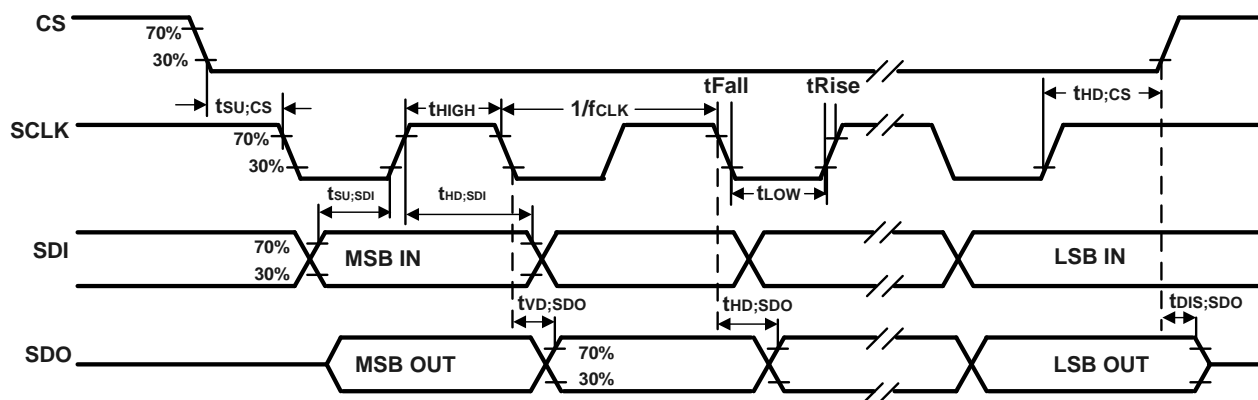 CS
70%
30%
tSU;CS
tHIGH
1/fCLK
tFall
tRise
tHD;CS
SCLK
70%
30%
tSU;SDI
tHD;SDI
tLOW
SDI
70%
30%
MSB IN
LSB IN
tVD;SDO
tHD;SDO
tDIS;SDO
SDO
MSB OUT
70%
30%
LSB OUT